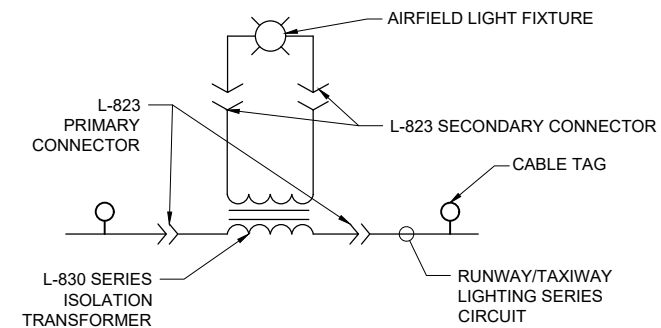 AIRFIELD LIGHT FIXTURE
L-823
PRIMARY
CONNECTOR
L-823 SECONDARY CONNECTOR
CABLE TAG
L-830 SERIES
ISOLATION
TRANSFORMER
RUNWAY/TAXIWAY
LIGHTING SERIES
CIRCUIT